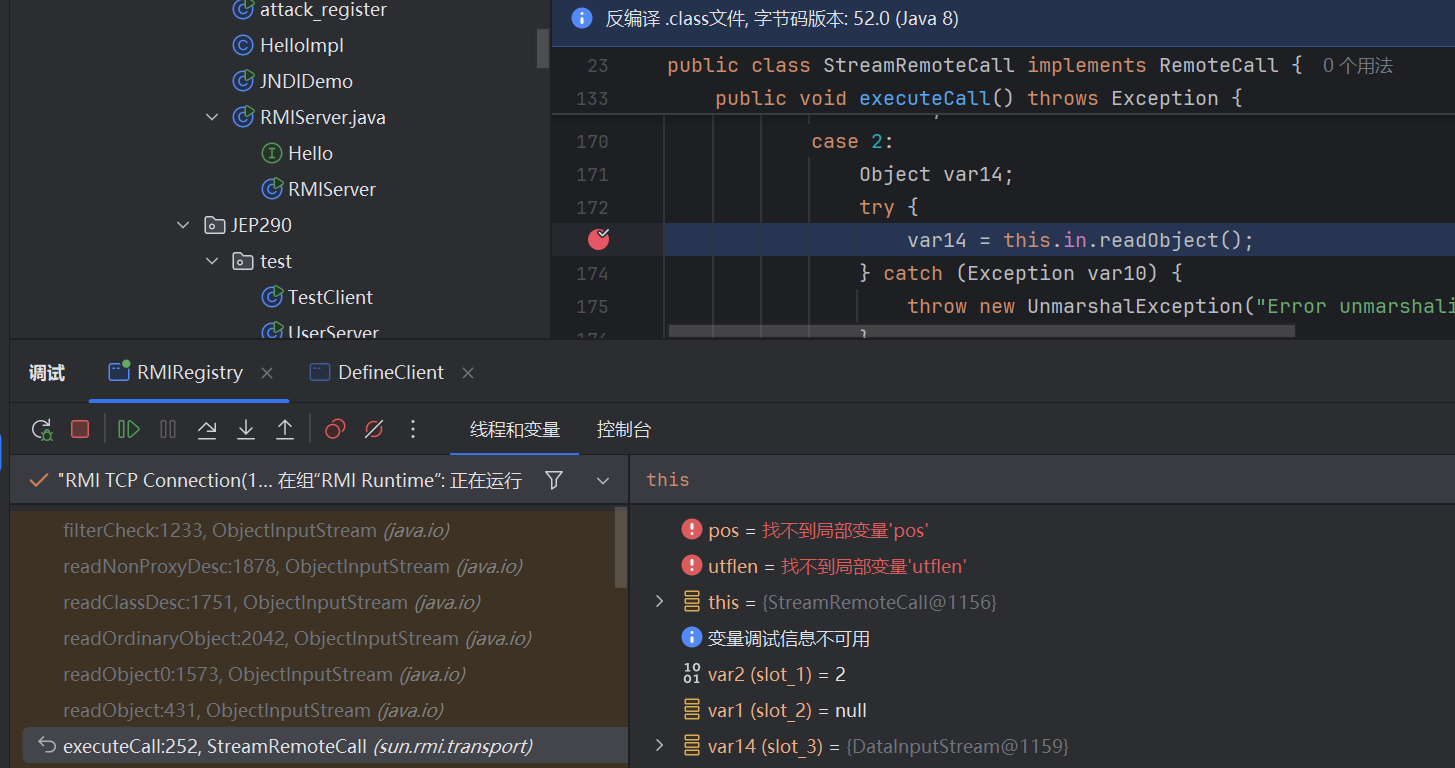 attack_register
HelloImpl
JNDIDemo
RMIServer.java
Hello
RMIServer
JEP290
test
TestClient
UserServer
反编译 .class文件, 字节码版本: 52.0 (Java 8)
23 public class StreamRemoteCall implements RemoteCall { 0 个用法
133 public void executeCall() throws Exception {
170 case 2:
171 Object var14;
172 try {
var14 = this.in.readObject();
174 } catch (Exception var10) {
175 throw new UnmarshalException("Error unmarshali
调试 RMIRegistry DefineClient
线程和变量 控制台
"RMI TCP Connection(1... 在组“RMI Runtime”: 正在运行
filterCheck:1233, ObjectInputStream (java.io)
readNonProxyDesc:1878, ObjectInputStream (java.io)
readClassDesc:1751, ObjectInputStream (java.io)
readOrdinaryObject:2042, ObjectInputStream (java.io)
readObject0:1573, ObjectInputStream (java.io)
readObject:431, ObjectInputStream (java.io)
executeCall:252, StreamRemoteCall (sun.rmi.transport)
this
pos = 找不到局部变量'pos'
utflen = 找不到局部变量'utflen'
this = {StreamRemoteCall@1156}
变量调试信息不可用
var2 (slot_1) = 2
var1 (slot_2) = null
var14 (slot_3) = {DataInputStream@1159}